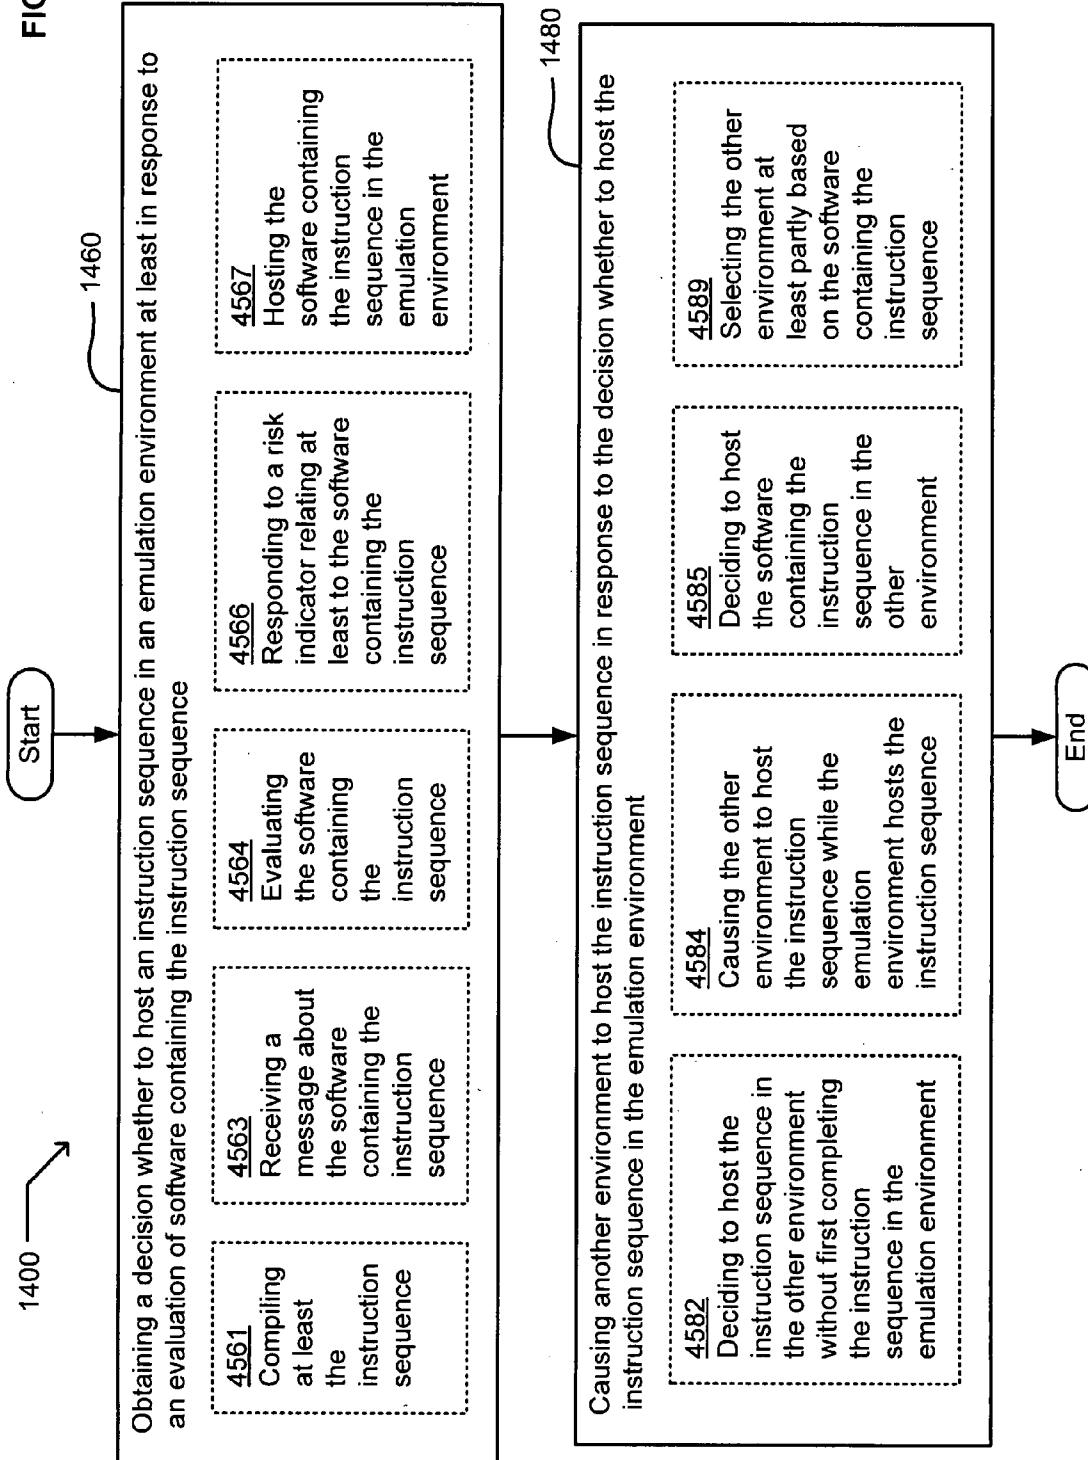 FIG
1400
Start
1460
Obtaining a decision whether to host an instruction sequence in an emulation environment at least in response to
an evaluation of software containing the instruction sequence
4561
Compiling
at least
the
instruction
sequence
4563
Receiving a
message about
the software
containing the
instruction
sequence
4564
Evaluating
the software
containing
the
instruction
sequence
4566
Responding to a risk
indicator relating at
least to the software
containing the
instruction
sequence
4567
Hosting the
software containing
the instruction
sequence in the
emulation
environment
1480
Causing another environment to host the instruction sequence in response to the decision whether to host the
instruction sequence in the emulation environment
4582
Deciding to host the
instruction sequence in
the other environment
without first completing
the instruction
sequence in the
emulation environment
4584
Causing the other
environment to host
the instruction
sequence while the
emulation
environment hosts the
instruction sequence
4585
Deciding to host
the software
containing the
instruction
sequence in the
other
environment
4589
Selecting the other
environment at
least partly based
on the software
containing the
instruction
sequence
End